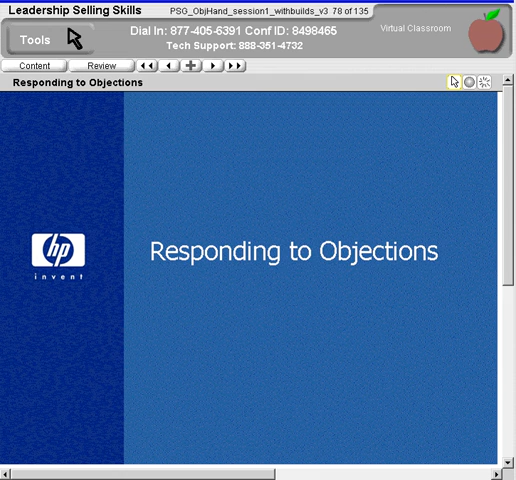 Leadership Selling Skills
PSG_ObjHand_session1_withbuilds_v3 78 of 135
Tools
Dial In: 877-405-6391 Conf ID: 8498465
Tech Support: 888-351-4732
Virtual Classroom
Content
Review
Responding to Objections
hp
invent
Responding to Objections